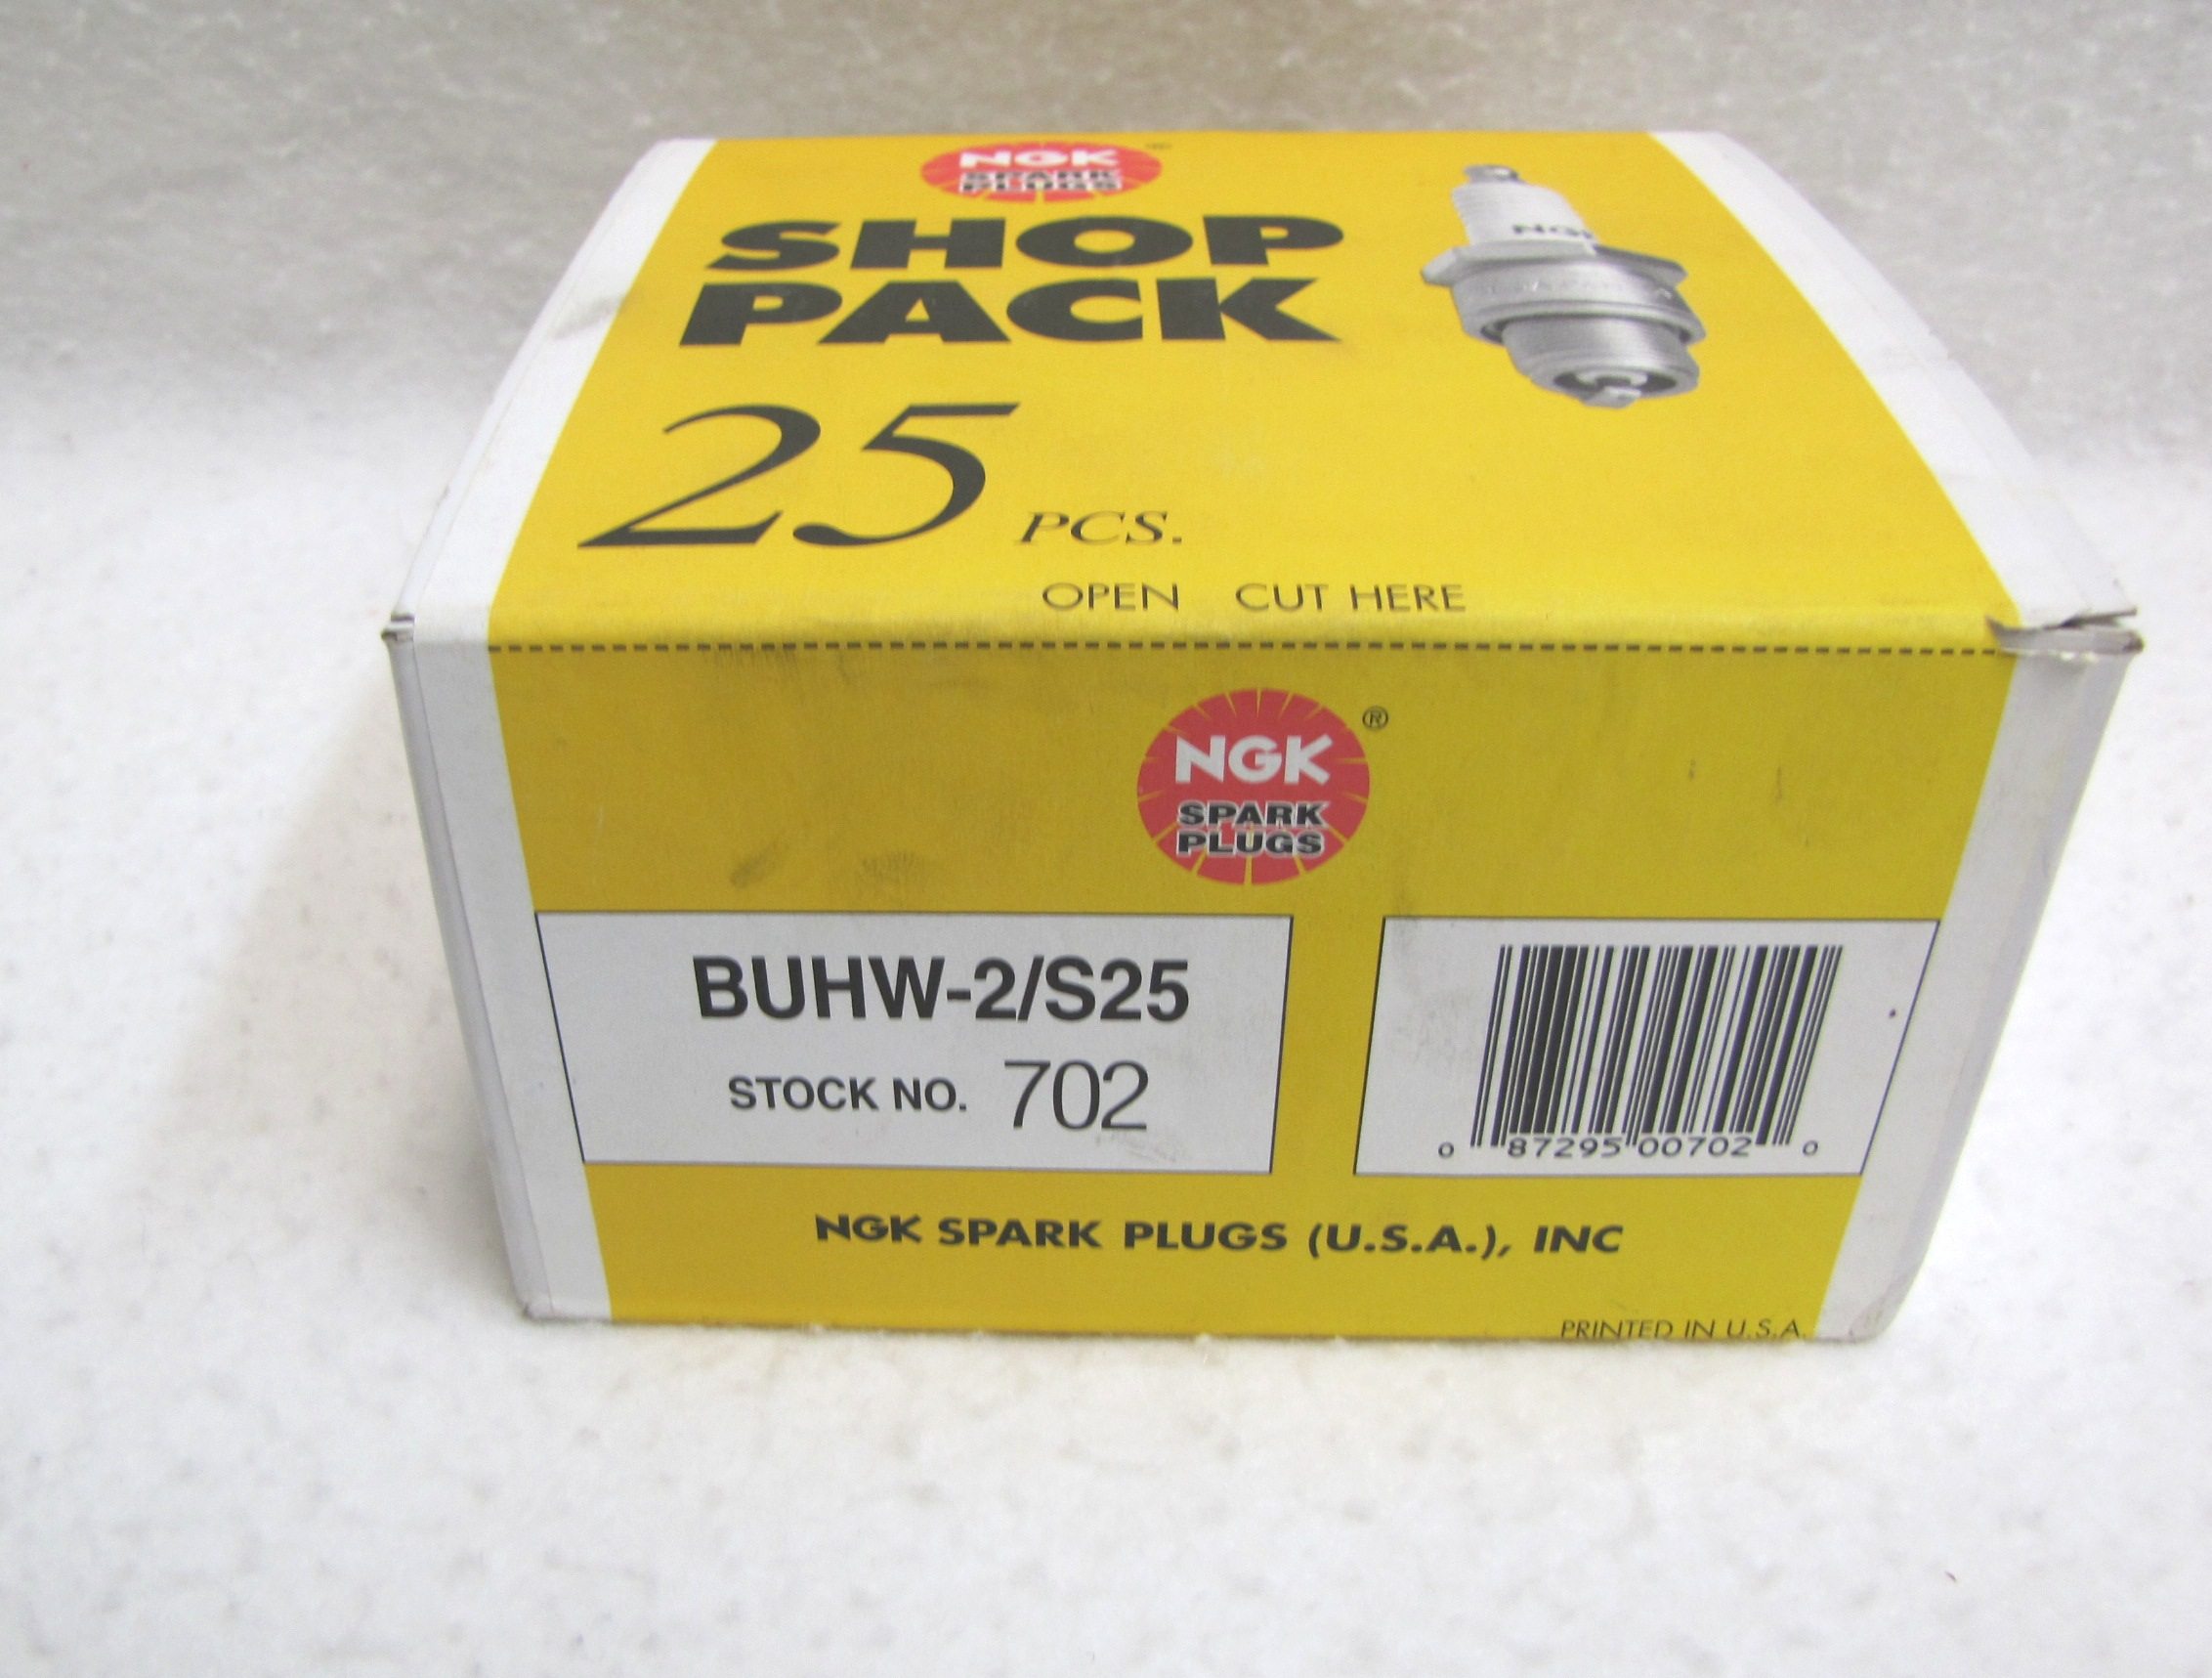 NGK
SPARK
PLUGS
SHOP
PACK
NGK
25 PCS.
OPEN CUT HERE
NGK ®
SPARK
PLUGS
BUHW-2/S25
STOCK NO. 702
0 87295 00702 0
NGK SPARK PLUGS (U.S.A.), INC
PRINTED IN U.S.A.